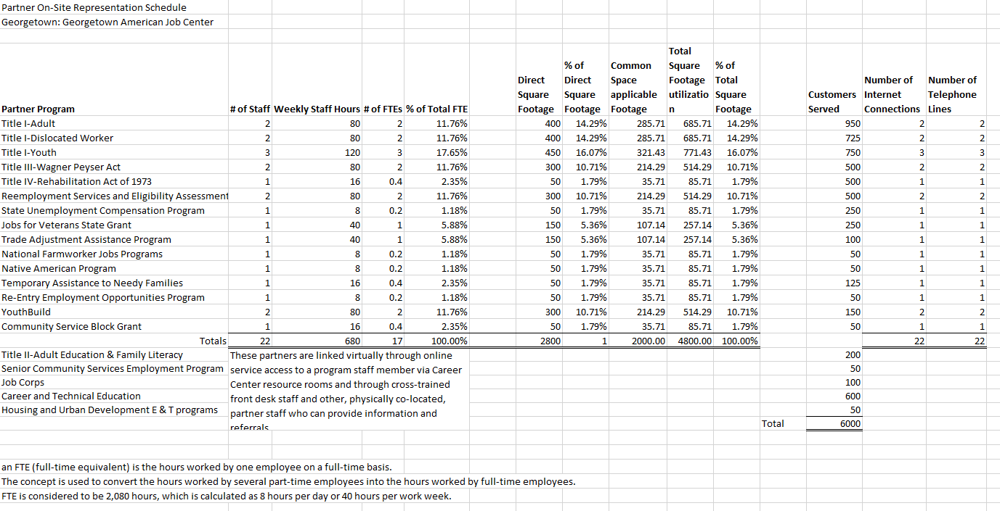 Partner On-Site Representation Schedule
Georgetown: Georgetown American Job Center
Partner Program # of Staff Weekly Staff Hours # of FTEs % of Total FTE Direct Square Footage % of Direct Square Footage Common Space applicable Footage Total Square Footage utilizatio n % of Total Square Footage Customers Served Number of Internet Connections Number of Telephone Lines
Title I-Adult 2 80 2 11.76% 400 14.29% 285.71 685.71 14.29% 950 2 2
Title I-Dislocated Worker 2 80 2 11.76% 400 14.29% 285.71 685.71 14.29% 725 2 2
Title I-Youth 3 120 3 17.65% 450 16.07% 321.43 771.43 16.07% 750 3 3
Title III-Wagner Peyser Act 2 80 2 11.76% 300 10.71% 214.29 514.29 10.71% 500 2 2
Title IV-Rehabilitation Act of 1973 1 16 0.4 2.35% 50 1.79% 35.71 85.71 1.79% 500 1 1
Reemployment Services and Eligibility Assessment 2 80 2 11.76% 300 10.71% 214.29 514.29 10.71% 500 2 2
State Unemployment Compensation Program 1 8 0.2 1.18% 50 1.79% 35.71 85.71 1.79% 250 1 1
Jobs for Veterans State Grant 1 40 1 5.88% 150 5.36% 107.14 257.14 5.36% 250 1 1
Trade Adjustment Assistance Program 1 40 1 5.88% 150 5.36% 107.14 257.14 5.36% 100 1 1
National Farmworker Jobs Programs 1 8 0.2 1.18% 50 1.79% 35.71 85.71 1.79% 50 1 1
Native American Program 1 8 0.2 1.18% 50 1.79% 35.71 85.71 1.79% 50 1 1
Temporary Assistance to Needy Families 1 16 0.4 2.35% 50 1.79% 35.71 85.71 1.79% 125 1 1
Re-Entry Employment Opportunities Program 1 8 0.2 1.18% 50 1.79% 35.71 85.71 1.79% 50 1 1
YouthBuild 2 80 2 11.76% 300 10.71% 214.29 514.29 10.71% 150 2 2
Community Service Block Grant 1 16 0.4 2.35% 50 1.79% 35.71 85.71 1.79% 50 1 1
Totals 22 680 17 100.00% 2800 1 2000.00 4800.00 100.00% 22 22
Title II-Adult Education & Family Literacy 200
Senior Community Services Employment Program 50
Job Corps 100
Career and Technical Education 600
Housing and Urban Development E & T programs 50
These partners are linked virtually through online
service access to a program staff member via Career
Center resource rooms and through cross-trained
front desk staff and other, physically co-located,
partner staff who can provide information and
referrals
Total 6000
an FTE (full-time equivalent) is the hours worked by one employee on a full-time basis.
The concept is used to convert the hours worked by several part-time employees into the hours worked by full-time employees.
FTE is considered to be 2,080 hours, which is calculated as 8 hours per day or 40 hours per work week.